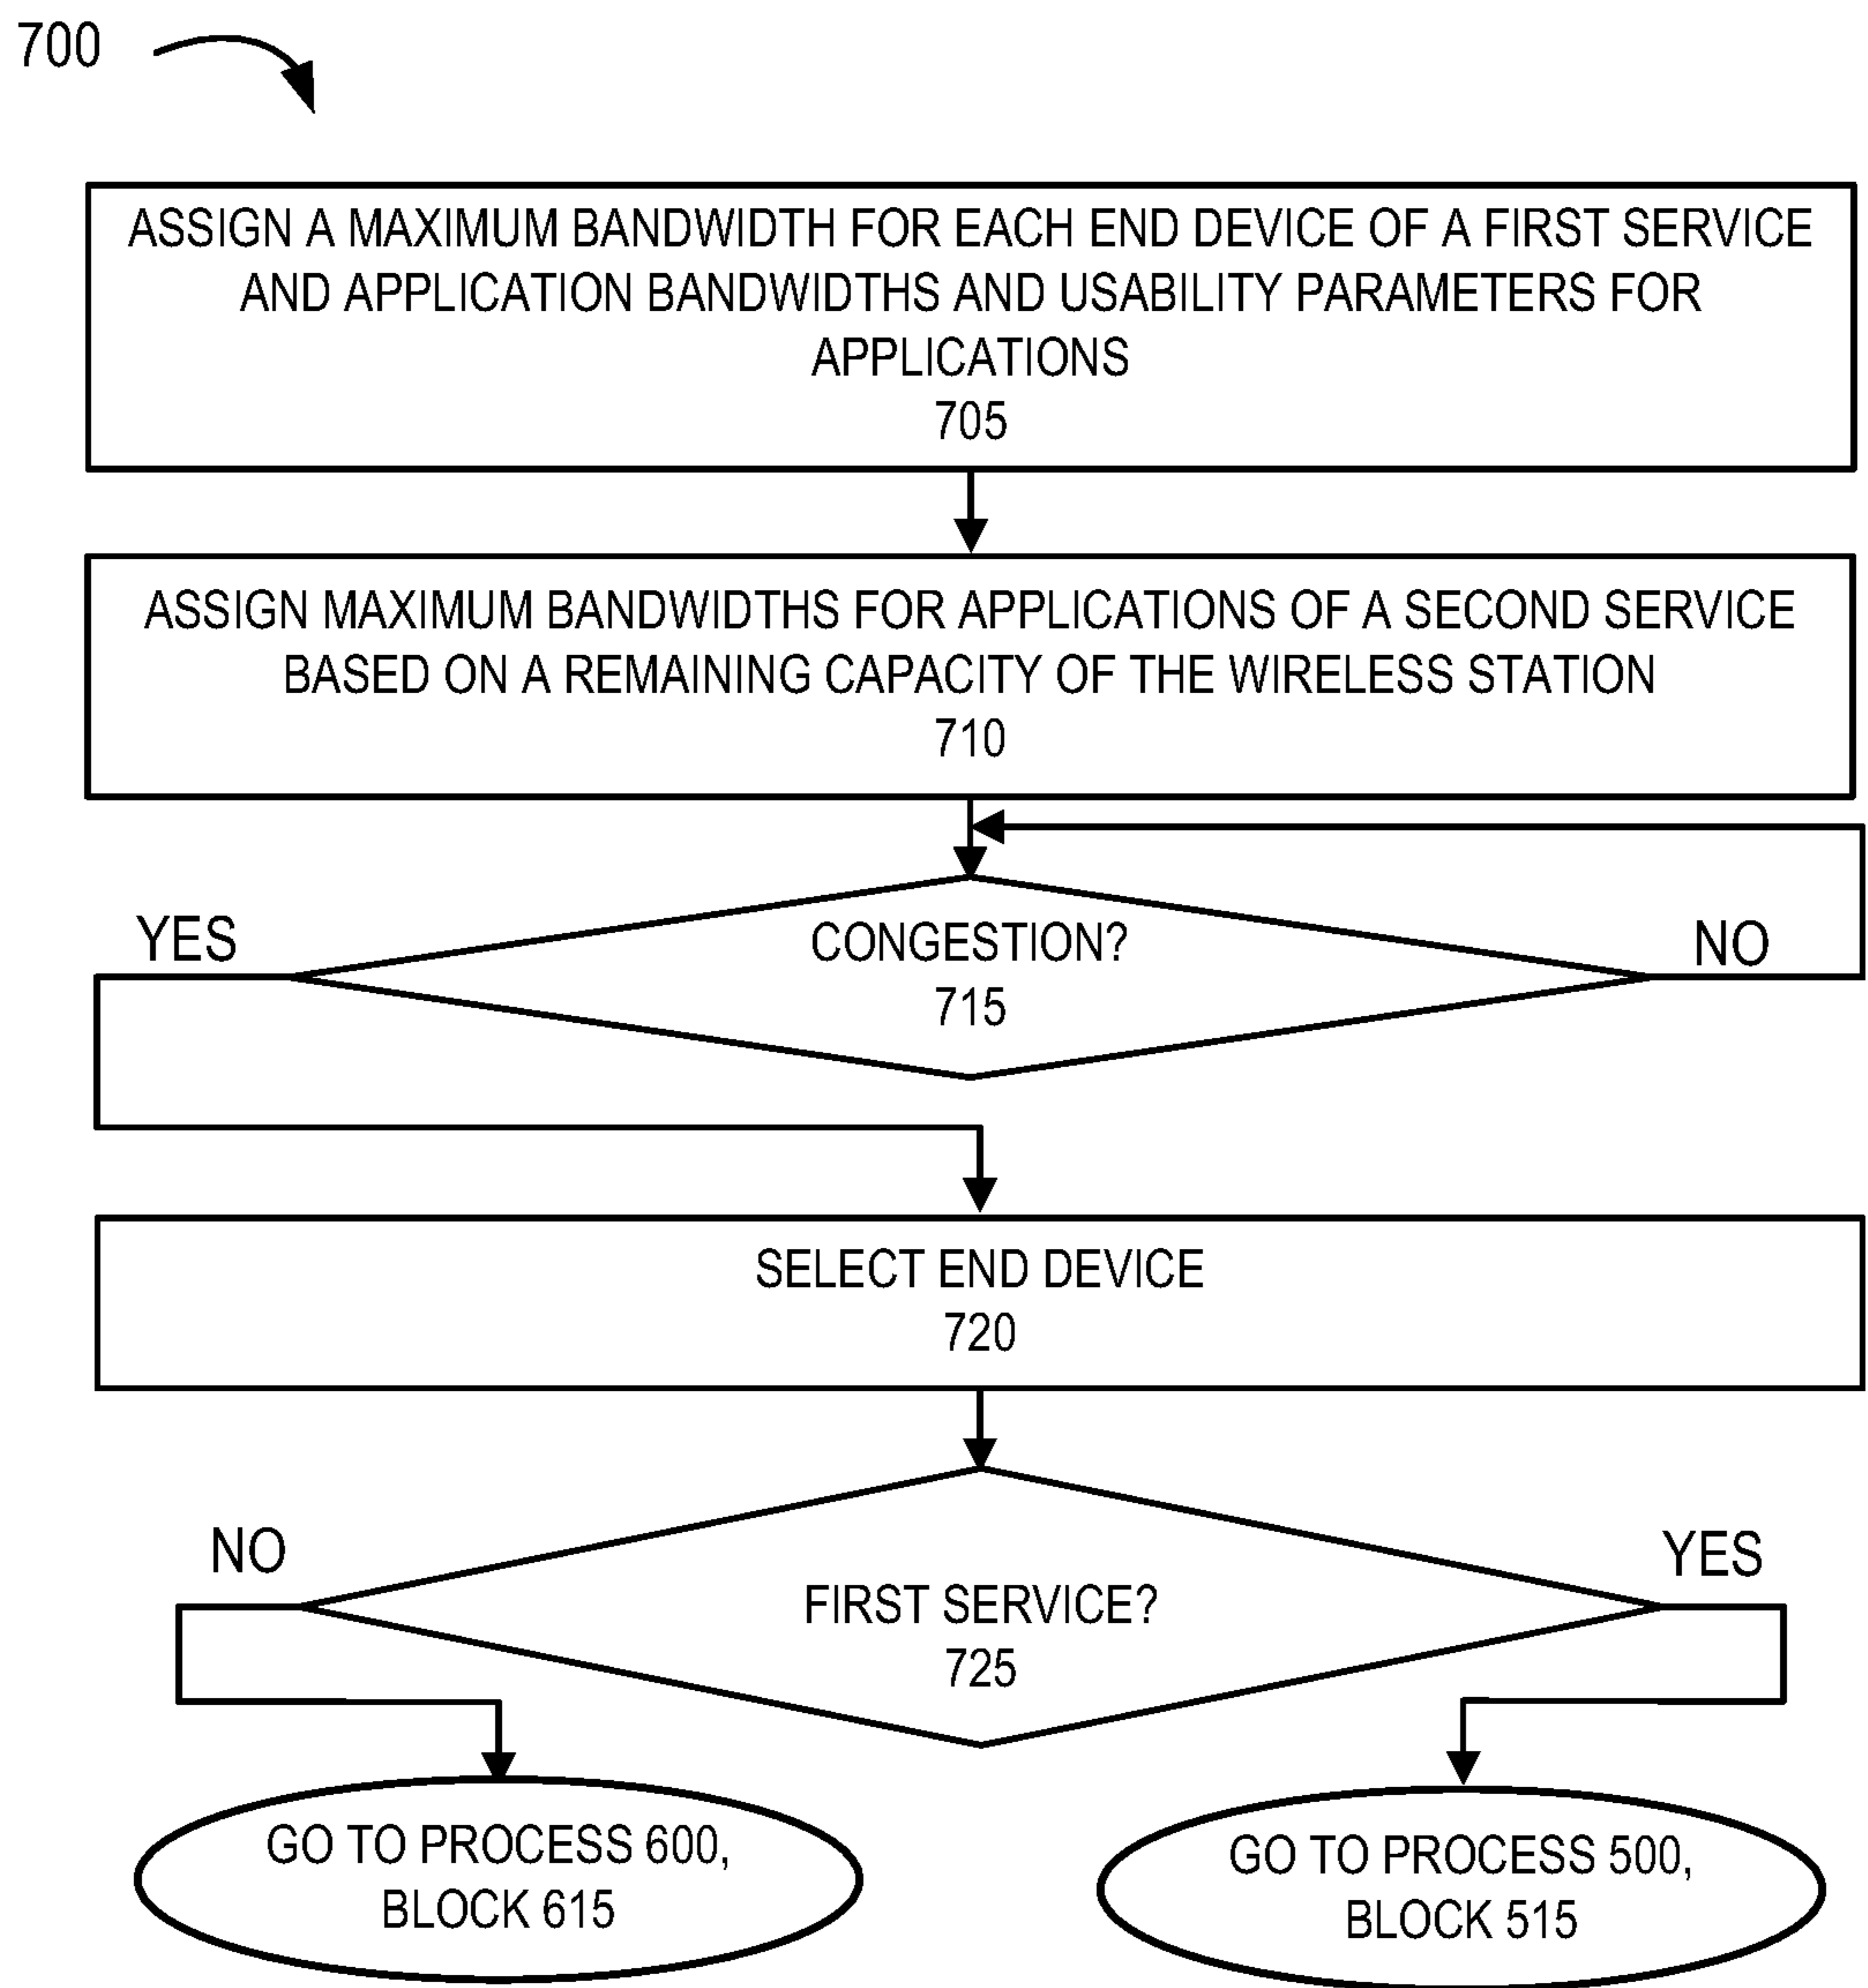 700
ASSIGN A MAXIMUM BANDWIDTH FOR EACH END DEVICE OF A FIRST SERVICE
AND APPLICATION BANDWIDTHS AND USABILITY PARAMETERS FOR
APPLICATIONS
705
ASSIGN MAXIMUM BANDWIDTHS FOR APPLICATIONS OF A SECOND SERVICE
BASED ON A REMAINING CAPACITY OF THE WIRELESS STATION
710
YES
CONGESTION?
NO
715
SELECT END DEVICE
720
NO
YES
FIRST SERVICE?
725
GO TO PROCESS 600,
BLOCK 615
GO TO PROCESS 500,
BLOCK 515